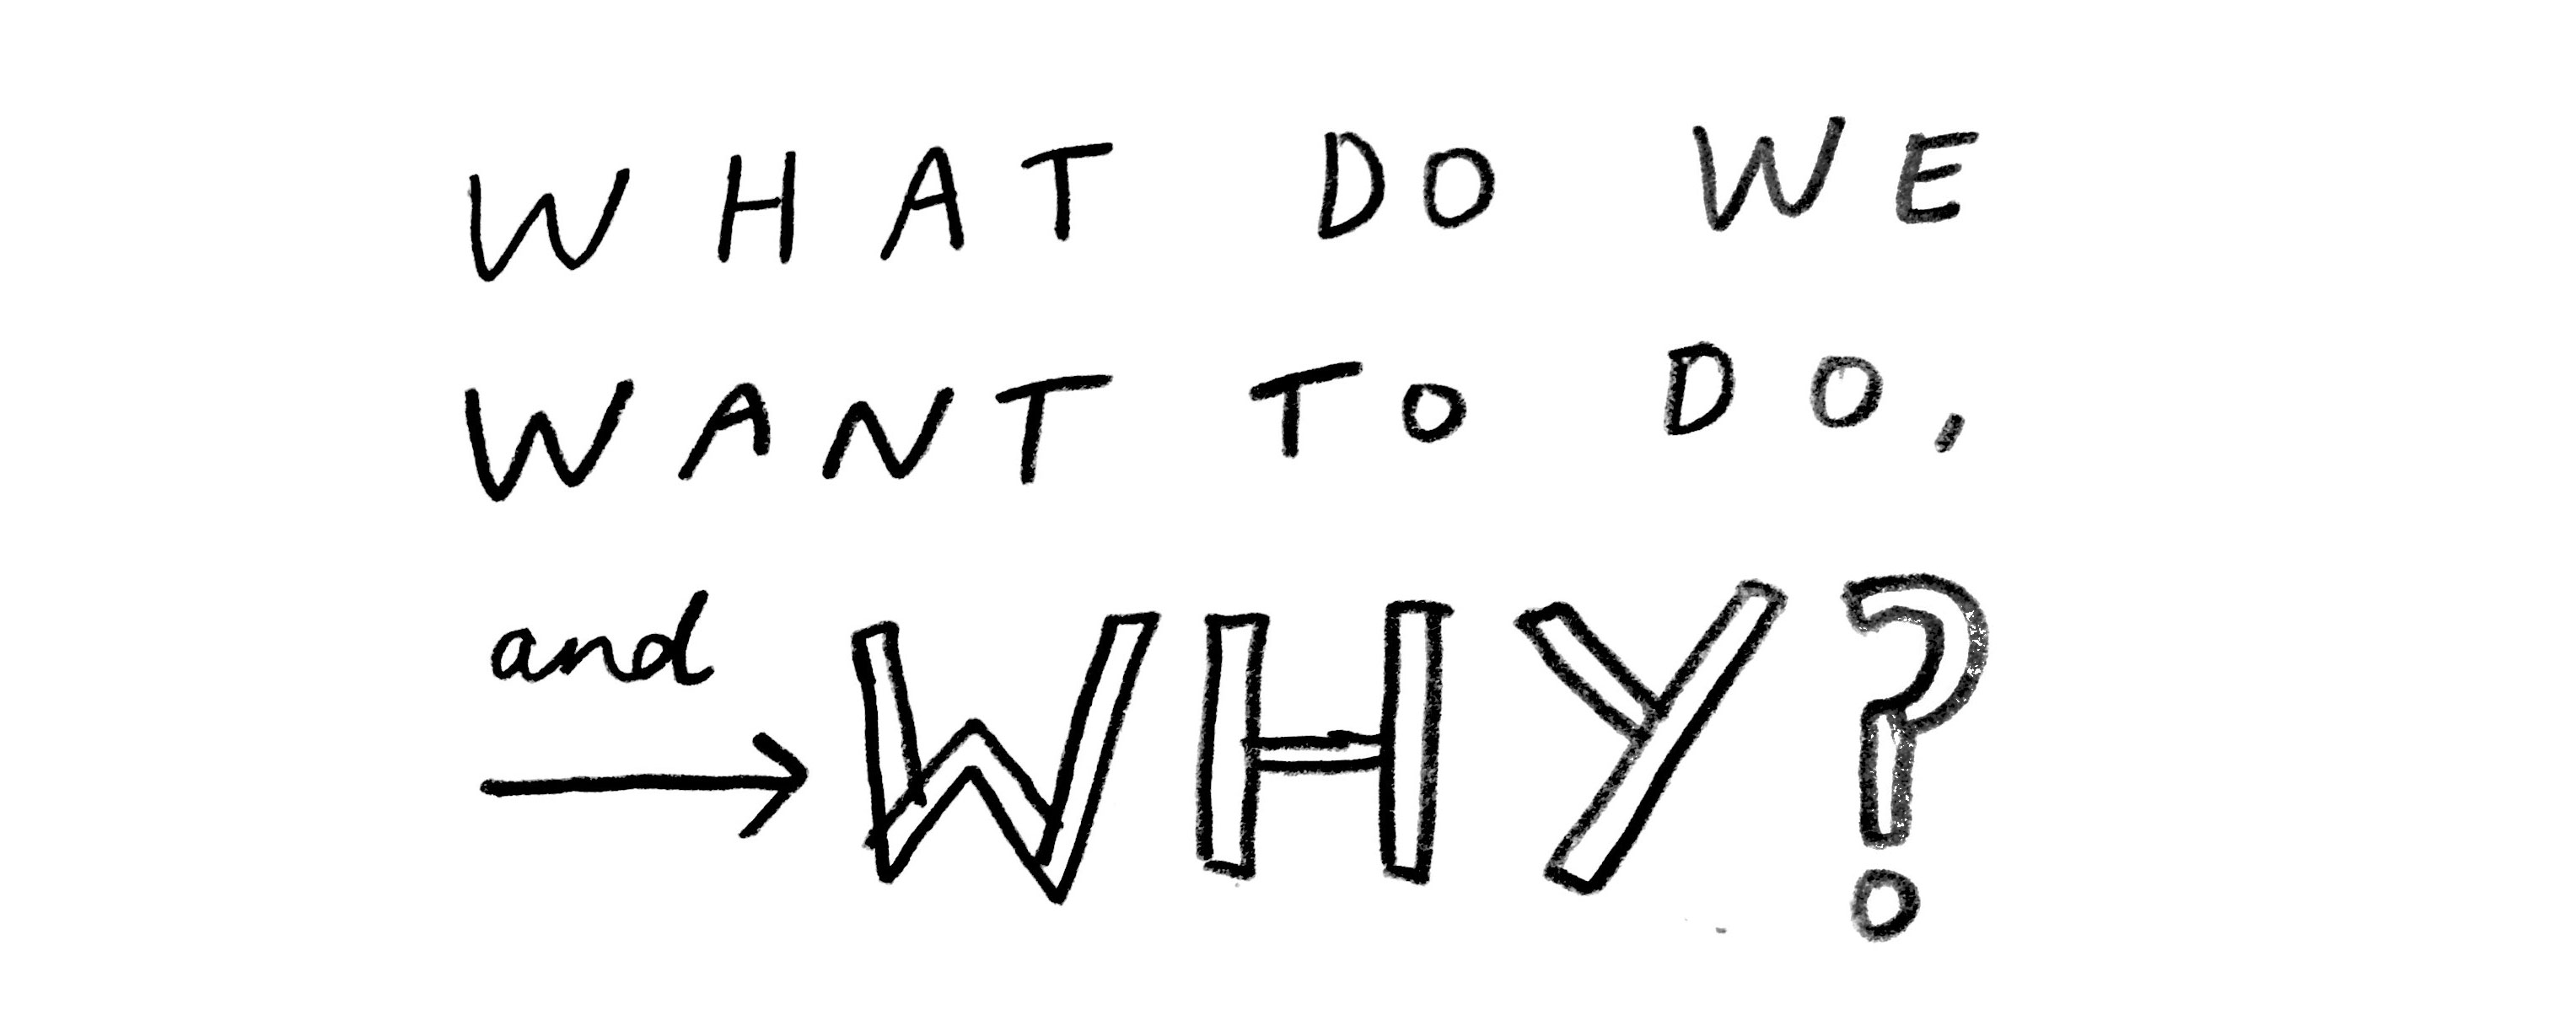 WHAT DO WE
WANT TO DO,
and
→ WHY?